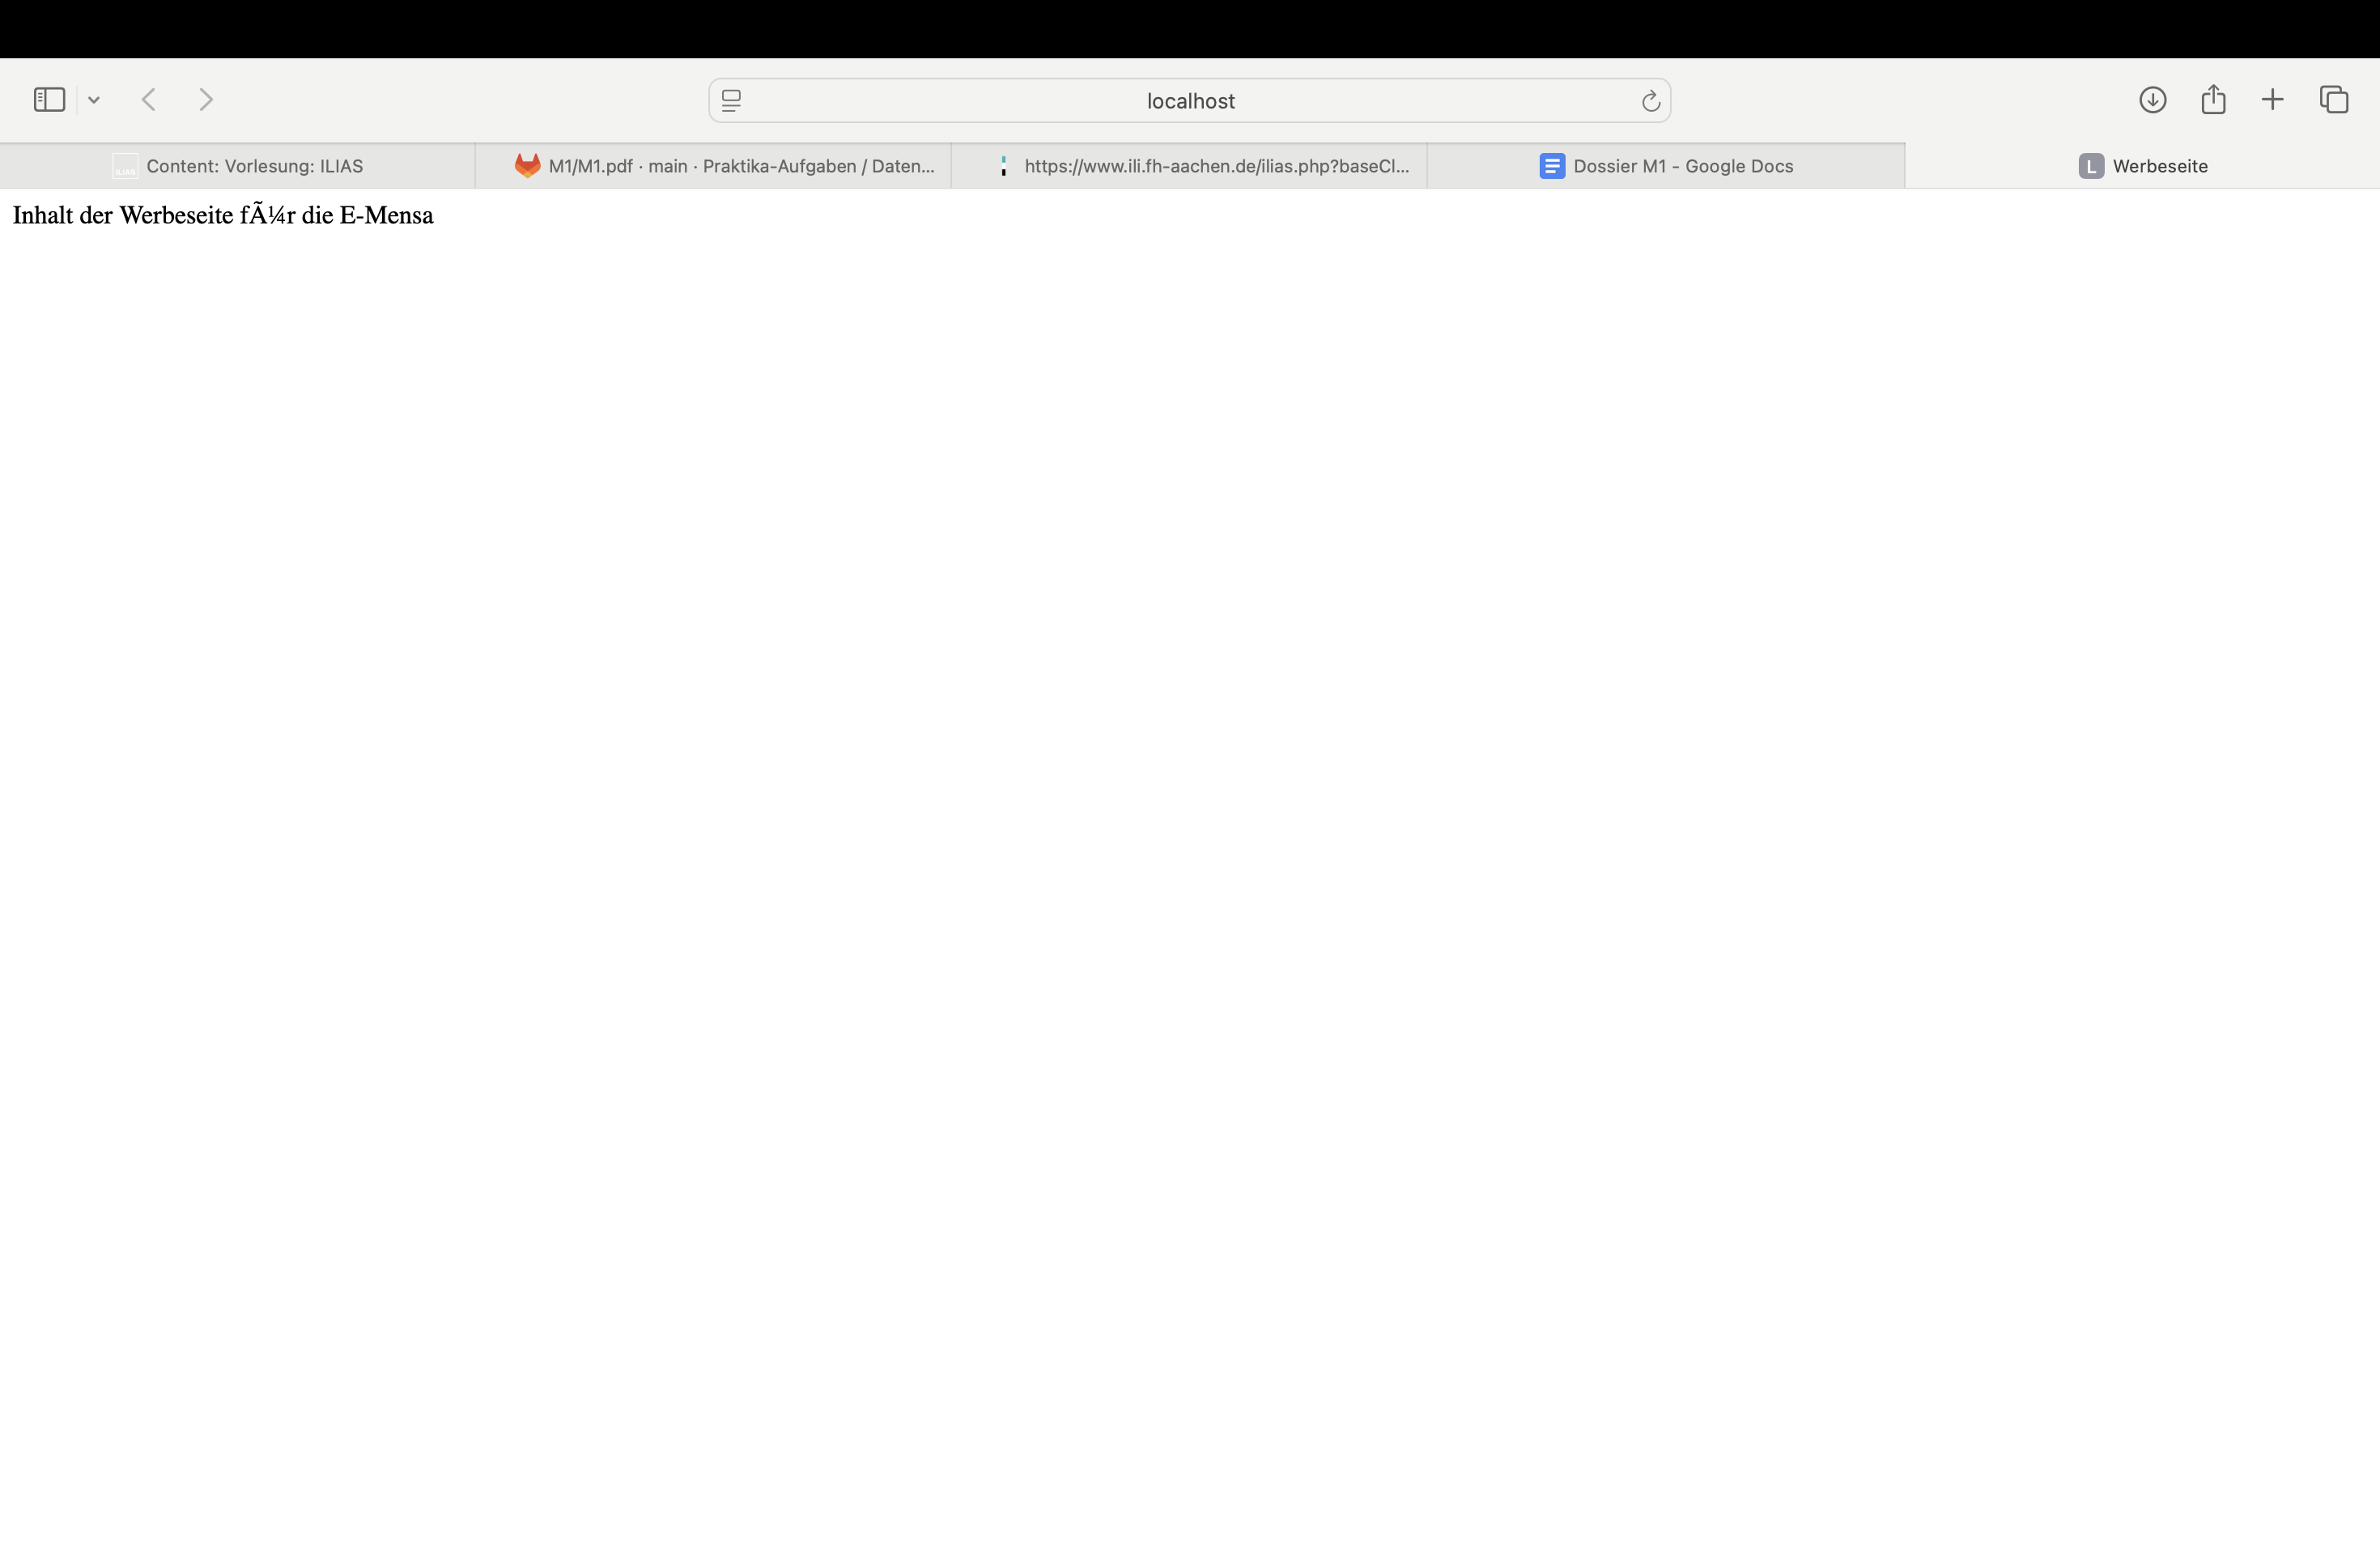 localhost
ILIAS
Content: Vorlesung: ILIAS
M1/M1.pdf · main · Praktika-Aufgaben / Daten...
https://www.ili.fh-aachen.de/ilias.php?baseCl...
Dossier M1 - Google Docs
L
Werbeseite
Inhalt der Werbeseite fÃ¼r die E-Mensa